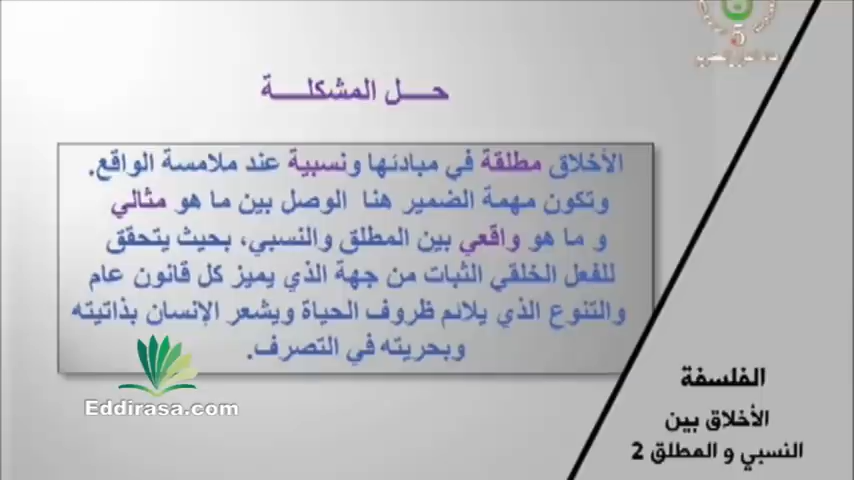 حـــــل المشكلـــــة
الأخلاق مطلقة في مبادئها ونسبية عند ملامسة الواقع.
وتكون مهمة الضمير هنا الوصل بين ما هو مثالي
و ما هو واقعي بين المطلق والنسبي، بحيث يتحقق
للفعل الخلقي الثبات من جهة الذي يميز كل قانون عام
والتنوع الذي يلائم ظروف الحياة ويشعر الإنسان بذاتيته
وبحريته في التصرف.
Eddirasa.com
الفلسفة
الأخلاق بين
النسبي و المطلق 2